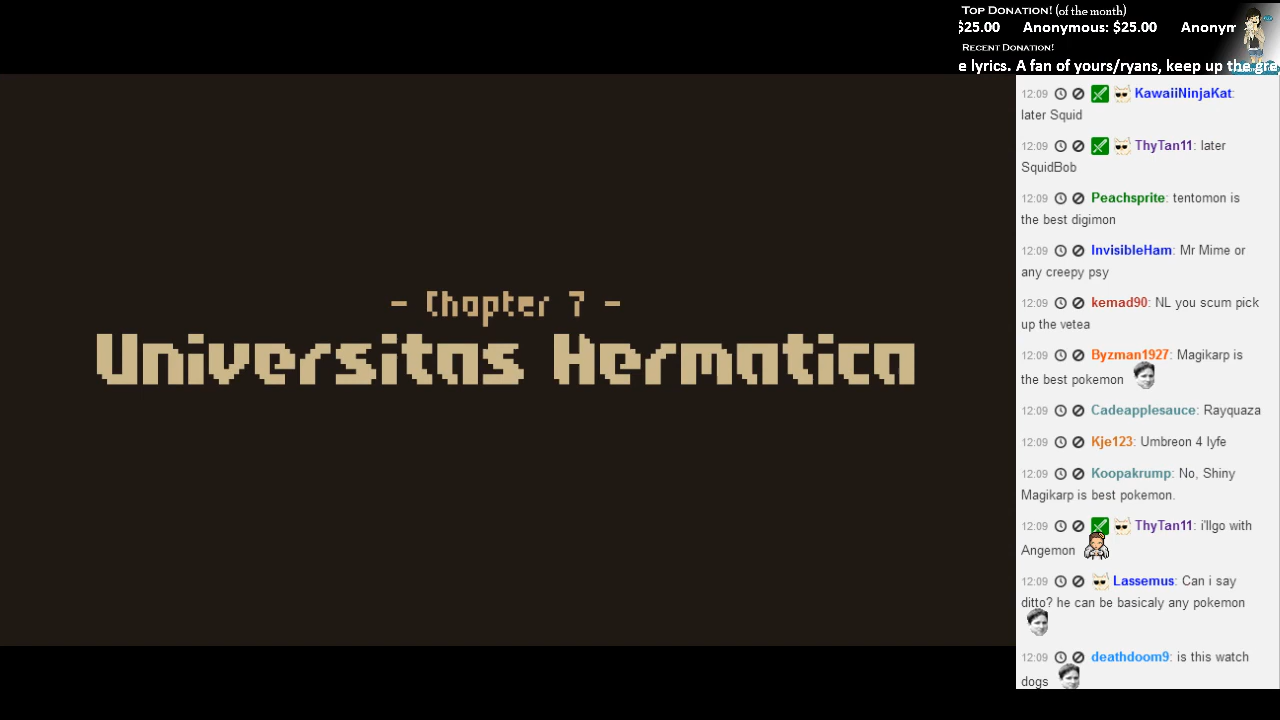 Top Donation! (of the month)
$25.00 Anonymous: $25.00 Anonym
Recent Donation!
e lyrics. A fan of yours/ryans, keep up the gre
- Chapter 7 -
Universitas Hermatica
12:09 KawaiiNinjaKat:
later Squid
12:09 ThyTan11: later
SquidBob
12:09 Peachsprite: tentomon is
the best digimon
12:09 InvisibleHam: Mr Mime or
any creepy psy
12:09 kemad90: NL you scum pick
up the vetea
12:09 Byzman1927: Magikarp is
the best pokemon
12:09 Cadeapplesauce: Rayquaza
12:09 Kje123: Umbreon 4 lyfe
12:09 Koopakrump: No, Shiny
Magikarp is best pokemon.
12:09 ThyTan11: i'llgo with
Angemon
12:09 Lassemus: Can i say
ditto? he can be basicaly any pokemon
12:09 deathdoom9: is this watch
dogs